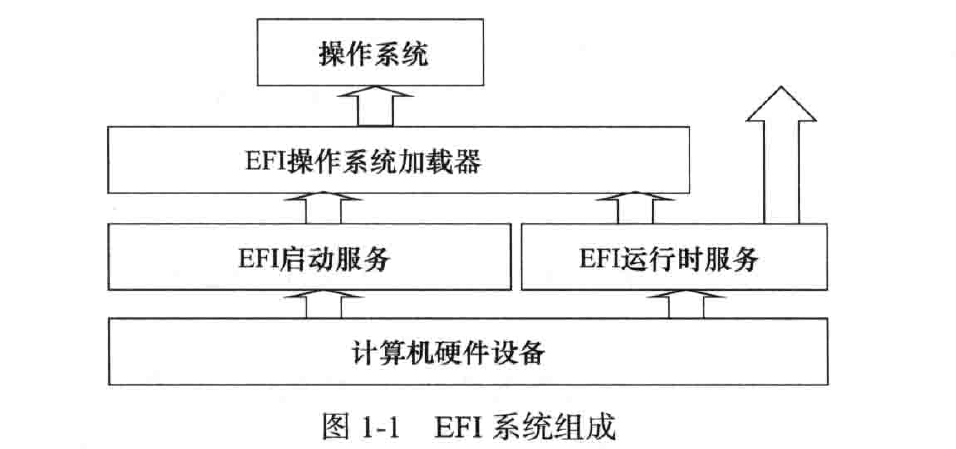 操作系统
EFI操作系统加载器
EFI启动服务
EFI运行时服务
计算机硬件设备
图 1-1 EFI 系统组成